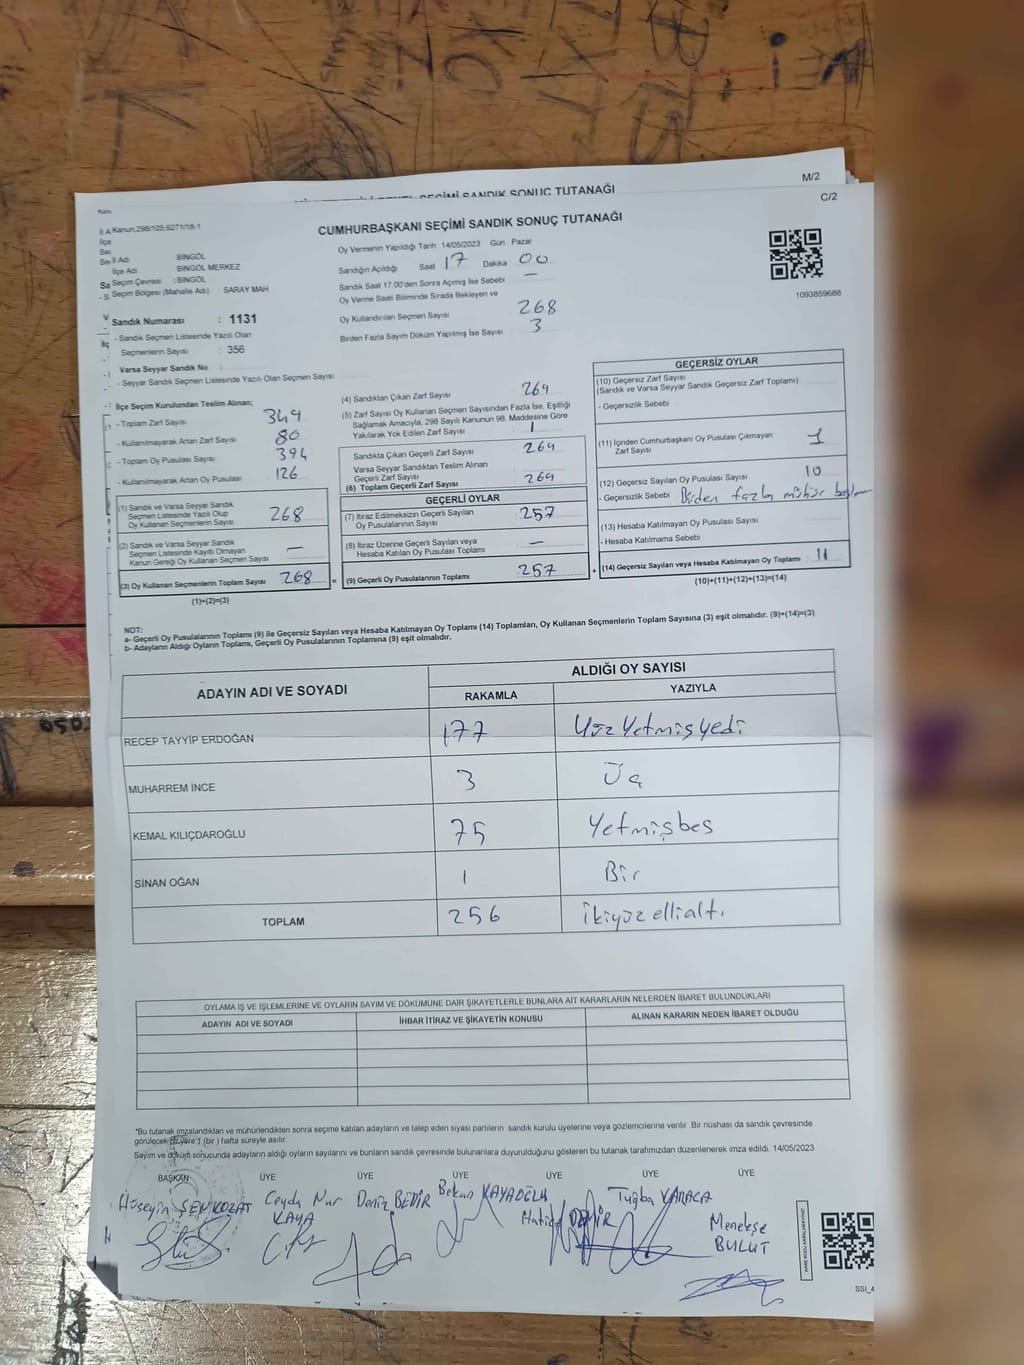 M/2
SEÇİMİ SANDIK SONUÇ TUTANAĞI
C/2
Kanun.298/105.6271/18-1
CUMHURBAŞKANI SEÇİMİ SANDIK SONUÇ TUTANAĞI
İl Adı BİNGÖL
İlçe Adı BİNGÖL MERKEZ
Seçim Çevresi : BİNGÖL
Seçim Bölgesi (Mahalle Adı) SARAY MAH
Sandık Numarası : 1131
- Sandık Seçmen Listesinde Yazılı Olan
Seçmenlerin Sayısı : 356
Varsa Seyyar Sandık No :
- Seyyar Sandık Seçmen Listesinde Yazılı Olan Seçmen Sayısı
Oy Vermenin Yapıldığı Tarih 14/05/2023 Gün Pazar
Sandığın Açıldığı Saat 17 Dakika 00
Sandık Saat 17:00'den Sonra Açımış İse Sebebi —
Oy Verme Saati Bitiminde Sırada Bekleyen ve
Oy Kullandırılan Seçmen Sayısı 268
Birden Fazla Sayım Döküm Yapılmış İse Sayısı 3
1093859688
İlçe Seçim Kurulundan Teslim Alınan;
- Toplam Zarf Sayısı 349
- Kullanılmayarak Artan Zarf Sayısı 80
- Toplam Oy Pusulası Sayısı 394
- Kullanılmayarak Artan Oy Pusulası 126
(1) Sandık ve Varsa Seyyar Sandık
Seçmen Listesinde Yazılı Olup
Oy Kullanan Seçmenlerin Sayısı 268
(2) Sandık ve Varsa Seyyar Sandık
Seçmen Listesinde Kayıtlı Olmayan
Kanun Gereği Oy Kullanan Seçmen Sayısı —
(3) Oy Kullanan Seçmenlerin Toplam Sayısı 268 =
(1)+(2)=(3)
(4) Sandıktan Çıkan Zarf Sayısı 269
(5) Zarf Sayısı Oy Kullanan Seçmen Sayısından Fazla İse, Eşitliği
Sağlamak Amacıyla, 298 Sayılı Kanunun 98. Maddesine Göre
Yakılarak Yok Edilen Zarf Sayısı 1
Sandıkta Çıkan Geçerli Zarf Sayısı 269
Varsa Seyyar Sandıktan Teslim Alınan
Geçerli Zarf Sayısı
(6) Toplam Geçerli Zarf Sayısı 269
GEÇERLİ OYLAR
(7) İtiraz Edilmeksizin Geçerli Sayılan
Oy Pusulalarının Sayısı 257
(8) İtiraz Üzerine Geçerli Sayılan veya
Hesaba Katılan Oy Pusulası Toplamı —
(9) Geçerli Oy Pusulalarının Toplamı 257 +
GEÇERSİZ OYLAR
(10) Geçersiz Zarf Sayısı
(Sandık ve Varsa Seyyar Sandık Geçersiz Zarf Toplamı)
- Geçersizlik Sebebi
(11) İçinden Cumhurbaşkanı Oy Pusulası Çıkmayan
Zarf Sayısı 1
(12) Geçersiz Sayılan Oy Pusulası Sayısı 10
- Geçersizlik Sebebi Birden fazla mühür
(13) Hesaba Katılmayan Oy Pusulası Sayısı
- Hesaba Katılmama Sebebi
(14) Geçersiz Sayılan veya Hesaba Katılmayan Oy Toplamı 11
(10)+(11)+(12)+(13)=(14)
NOT:
a- Geçerli Oy Pusulalarının Toplamı (9) ile Geçersiz Sayılan veya Hesaba Katılmayan Oy Toplamı (14) Toplamları, Oy Kullanan Seçmenlerin Toplam Sayısına (3) eşit olmalıdır. (9)+(14)=(3)
b- Adayların Aldığı Oyların Toplamı, Geçerli Oy Pusulalarının Toplamına (9) eşit olmalıdır.
ADAYIN ADI VE SOYADI ALDIĞI OY SAYISI
RAKAMLA YAZIYLA
RECEP TAYYİP ERDOĞAN 177 Yüz Yetmiş yedi
MUHARREM İNCE 3 Üç
KEMAL KILIÇDAROĞLU 75 Yetmişbeş
SİNAN OĞAN 1 Bir
TOPLAM 256 ikiyüz ellialtı
OYLAMA İŞ VE İŞLEMLERİNE VE OYLARIN SAYIM VE DÖKÜMÜNE DAİR ŞİKAYETLERLE BUNLARA AİT KARARLARIN NELERDEN İBARET BULUNDUKLARI
ADAYIN ADI VE SOYADI İHBAR İTİRAZ VE ŞİKAYETİN KONUSU ALINAN KARARIN NEDEN İBARET OLDUĞU
*Bu tutanak imzalandıktan ve mühürlendikten sonra seçime katılan adayların ve talep eden siyasi partilerin sandık kurulu üyelerine veya gözlemcilerine verilir. Bir nüshası da sandık çevresinde
görülecek bir yere 1 (bir ) hafta süreyle asılır.
Sayım ve döküm sonucunda adayların aldığı oyların sayılarını ve bunların sandık çevresinde bulunanlara duyurulduğunu gösteren bu tutanak tarafımızdan düzenlenerek imza edildi. 14/05/2023
BAŞKAN ÜYE ÜYE ÜYE ÜYE ÜYE ÜYE
Hüseyin ŞENKOZAT
Ceyda Nur KAYA
Deniz BEDİR
Bekan KAYAOĞLU
Hatice DEMİR
Tuğba KARACA
Menekşe BULUT
SSİ_4